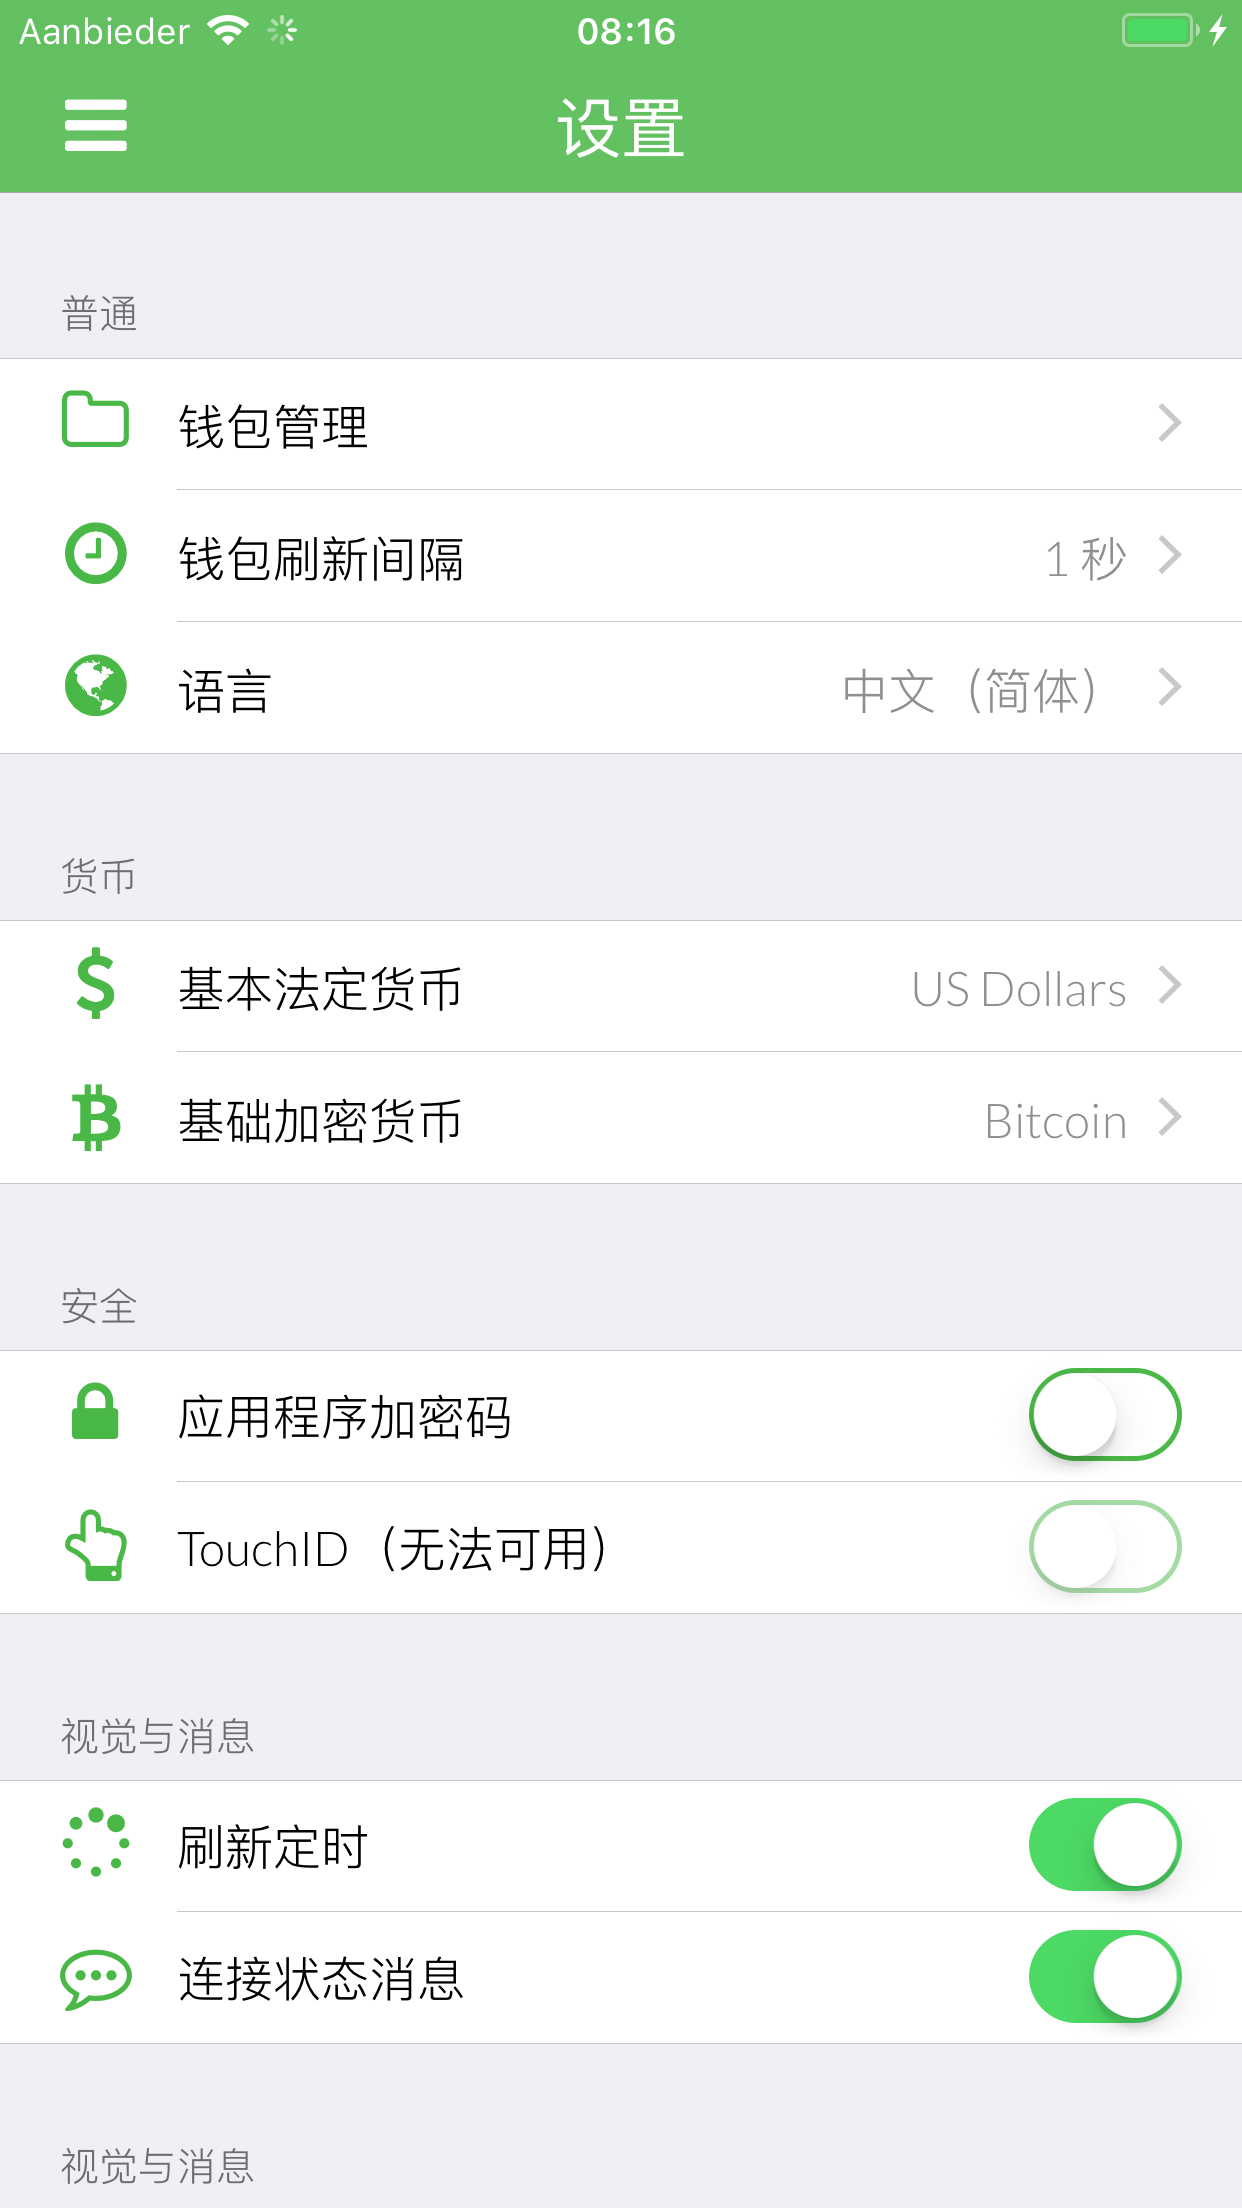 Aanbieder 08:16
设置
普通
钱包管理
钱包刷新间隔 1 秒
语言 中文（简体）
货币
基本法定货币 US Dollars
基础加密货币 Bitcoin
安全
应用程序加密码
TouchID（无法可用）
视觉与消息
刷新定时
连接状态消息
视觉与消息